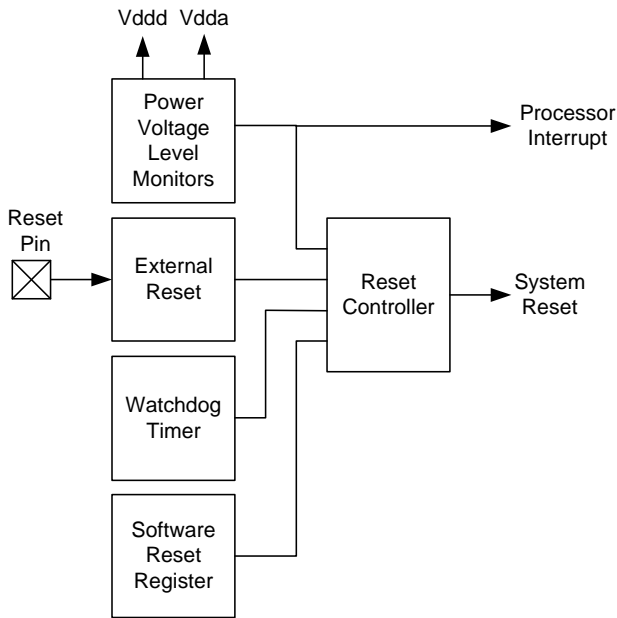 Vddd
Vdda
Power
Voltage
Level
Monitors
Processor
Interrupt
Reset
Pin
External
Reset
Reset
Controller
System
Reset
Watchdog
Timer
Software
Reset
Register